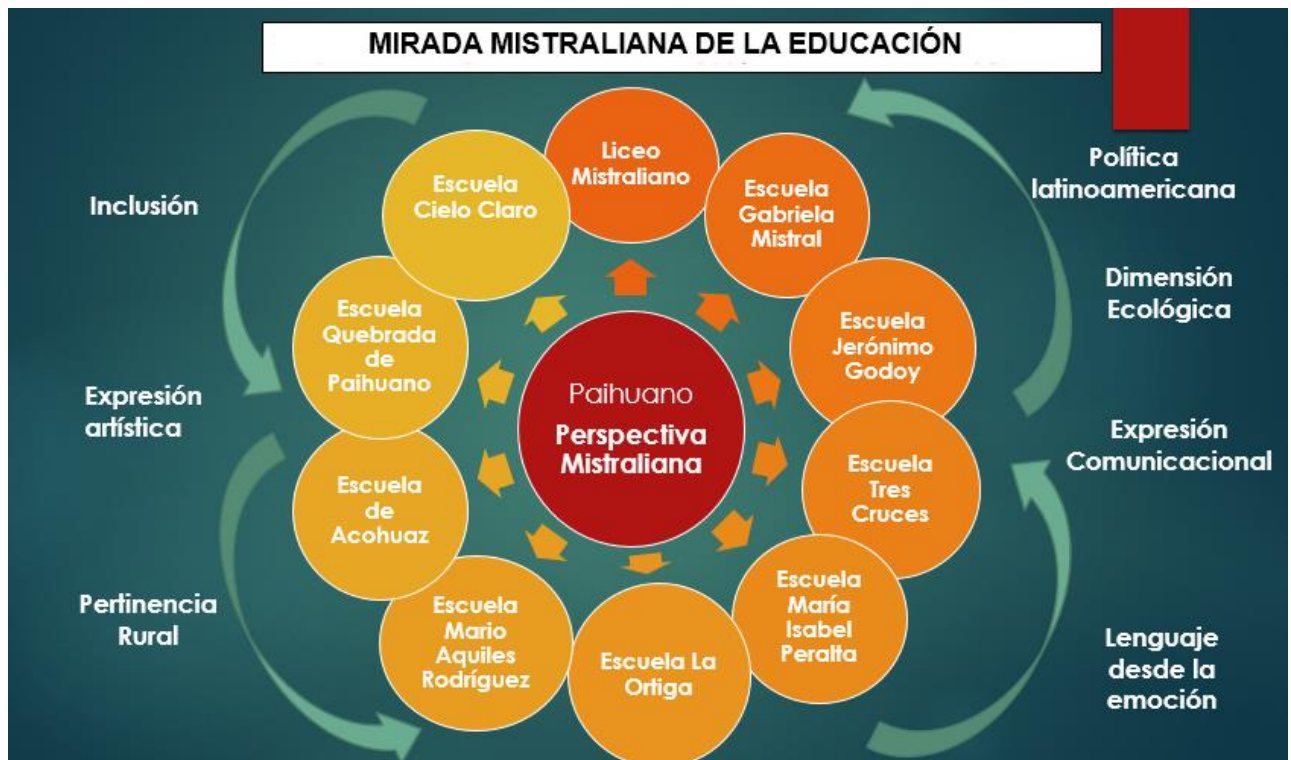 MIRADA MISTRALIANA DE LA EDUCACIÓN
Liceo
Mistraliano
Escuela
Gabriela
Mistral
Escuela
Jerónimo
Godoy
Escuela
Tres
Cruces
Escuela
María
Isabel
Peralta
Escuela La
Ortiga
Escuela
Mario
Aquiles
Rodríguez
Escuela
de
Acohuaz
Escuela
Quebrada
de
Paihuano
Escuela
Cielo Claro
Paihuano
Perspectiva
Mistraliana
Inclusión
Expresión
artística
Pertinencia
Rural
Política
latinoamericana
Dimensión
Ecológica
Expresión
Comunicacional
Lenguaje
desde la
emoción